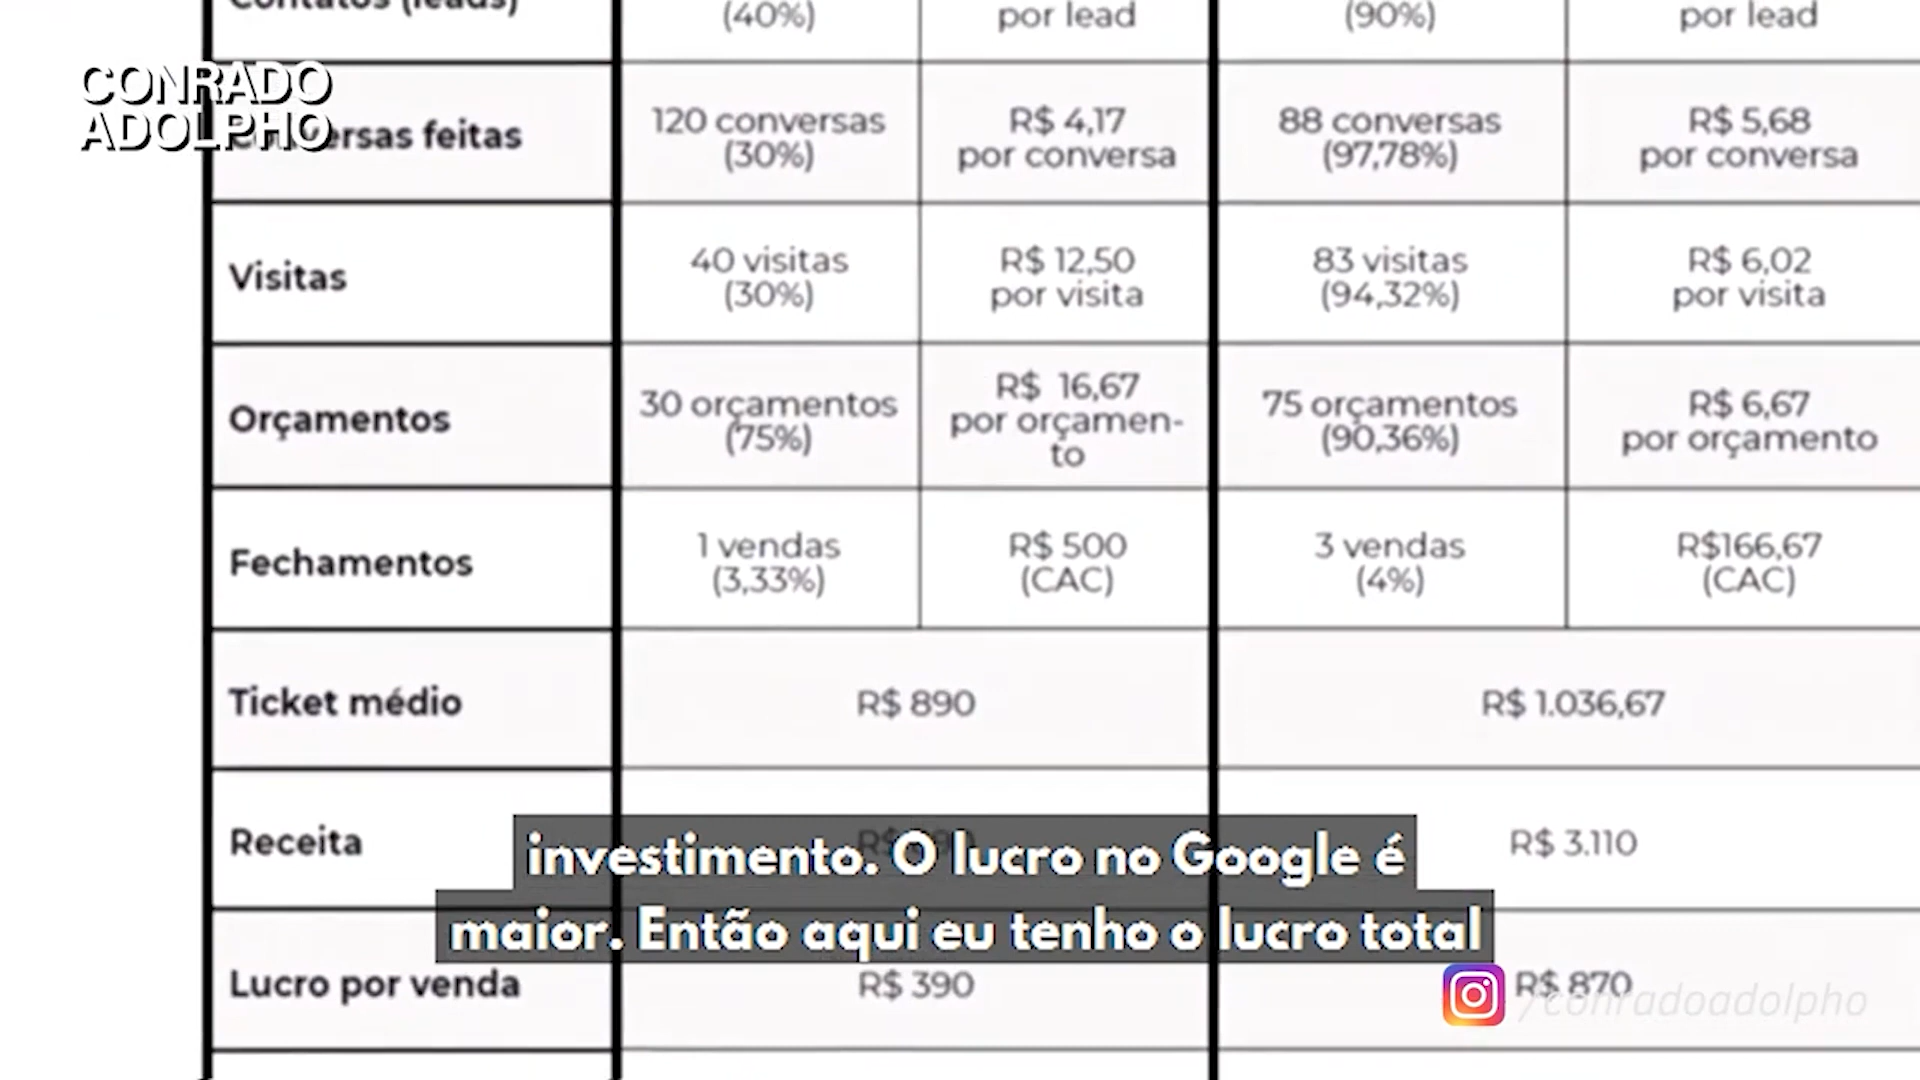 Contatos (leads)
(40%)
por lead
(90%)
por lead
CONRADO
ADOLPHO
feitas
120 conversas
(30%)
R$ 4,17
por conversa
88 conversas
(97,78%)
R$ 5,68
por conversa
Visitas
40 visitas
(30%)
R$ 12,50
por visita
83 visitas
(94,32%)
R$ 6,02
por visita
Orçamentos
30 orçamentos
(75%)
R$ 16,67
por orçamen-
to
75 orçamentos
(90,36%)
R$ 6,67
por orçamento
Fechamentos
1 vendas
(3,33%)
R$ 500
(CAC)
3 vendas
(4%)
R$166,67
(CAC)
Ticket médio
R$ 890
R$ 1.036,67
Receita
R$ 3.110
investimento. O lucro no Google é
maior. Então aqui eu tenho o lucro total
Lucro por venda
R$ 390
R$ 870
/conradoadolpho